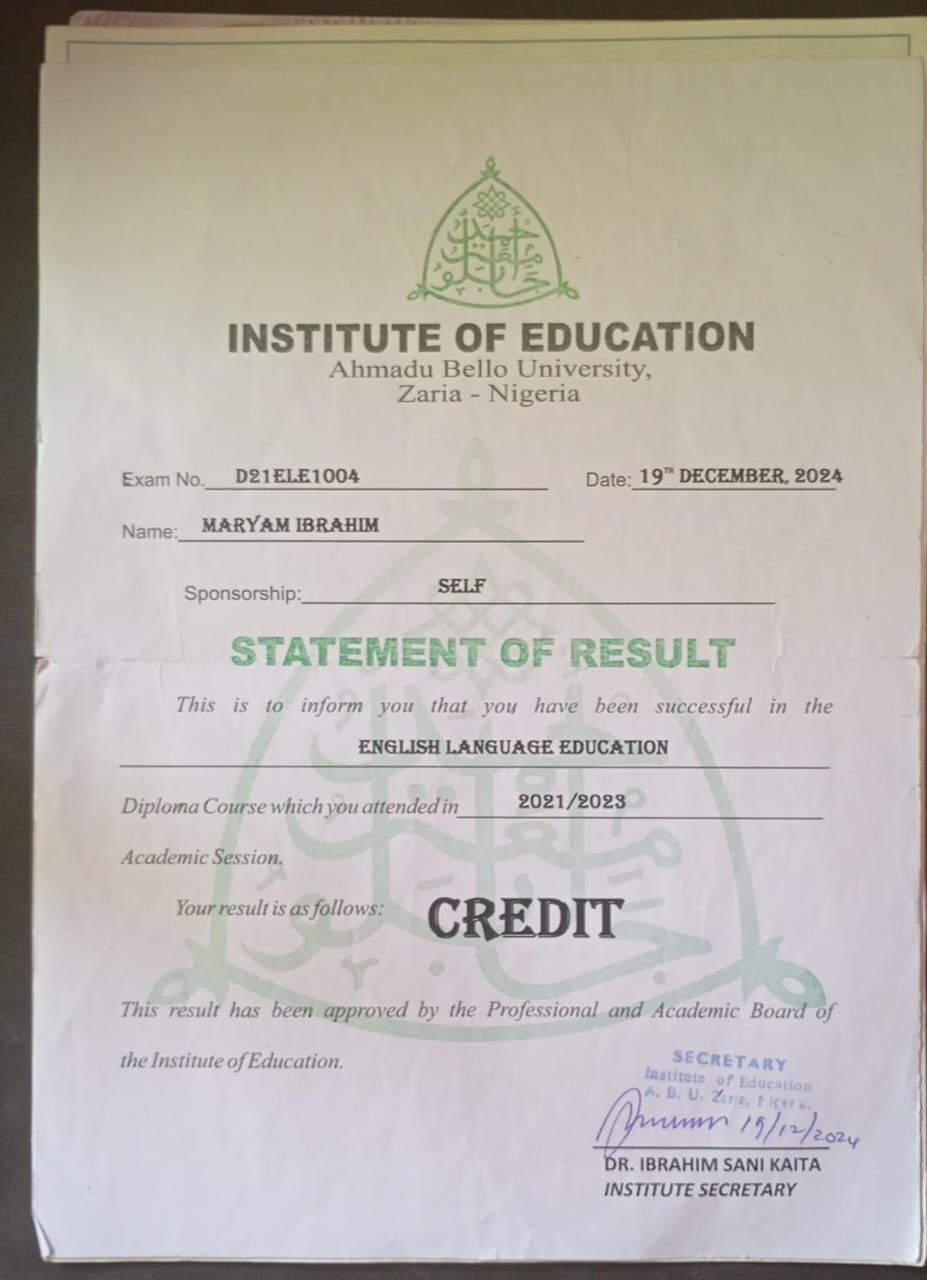 INSTITUTE OF EDUCATION
Ahmadu Bello University,
Zaria - Nigeria
Exam No. D21ELE1004 Date: 19TH DECEMBER, 2024
Name: MARYAM IBRAHIM
Sponsorship: SELF
STATEMENT OF RESULT
This is to inform you that you have been successful in the
ENGLISH LANGUAGE EDUCATION
Diploma Course which you attended in 2021/2023
Academic Session.
Your result is as follows: CREDIT
This result has been approved by the Professional and Academic Board of
the Institute of Education.
SECRETARY
Institute of Education
A. B. U. Zaria, Nigeria.
19/12/2024
DR. IBRAHIM SANI KAITA
INSTITUTE SECRETARY